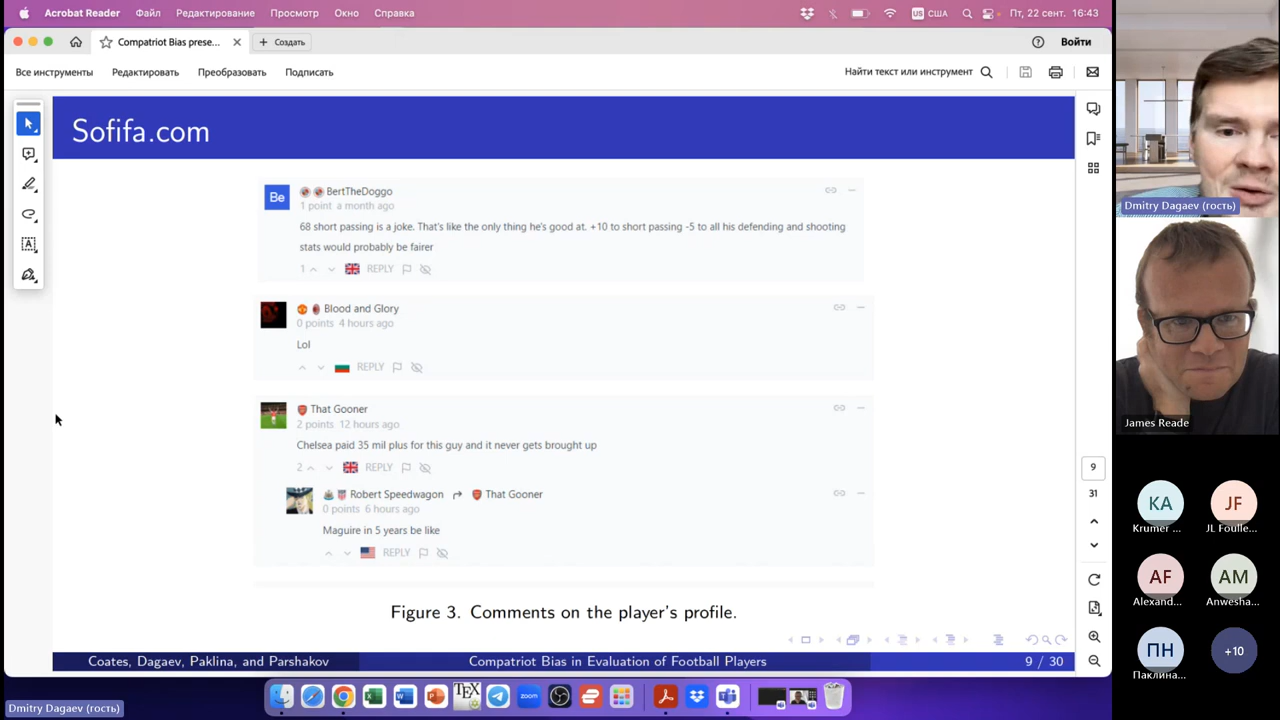 Acrobat Reader Файл Редактирование Просмотр Окно Справка
США Пт, 22 сент. 16:43
Compatriot Bias prese... Создать Войти
Все инструменты Редактировать Преобразовать Подписать Найти текст или инструмент
Sofifa.com
Be BertTheDoggo
1 point a month ago
68 short passing is a joke. That's like the only thing he's good at. +10 to short passing -5 to all his defending and shooting
stats would probably be fairer
1 REPLY
Blood and Glory
0 points 4 hours ago
Lol
REPLY
That Gooner
2 points 12 hours ago
Chelsea paid 35 mil plus for this guy and it never gets brought up
2 REPLY
Robert Speedwagon That Gooner
0 points 6 hours ago
Maguire in 5 years be like
REPLY
Figure 3. Comments on the player's profile.
Coates, Dagaev, Paklina, and Parshakov Compatriot Bias in Evaluation of Football Players 9 / 30
9
31
TEX
zoom
Dmitry Dagaev (гость)
Dmitry Dagaev (гость)
James Reade
KA JF
Krumer ... JL Foulle...
AF AM
Alexand... Anwesha...
ПН +10
Паклина...